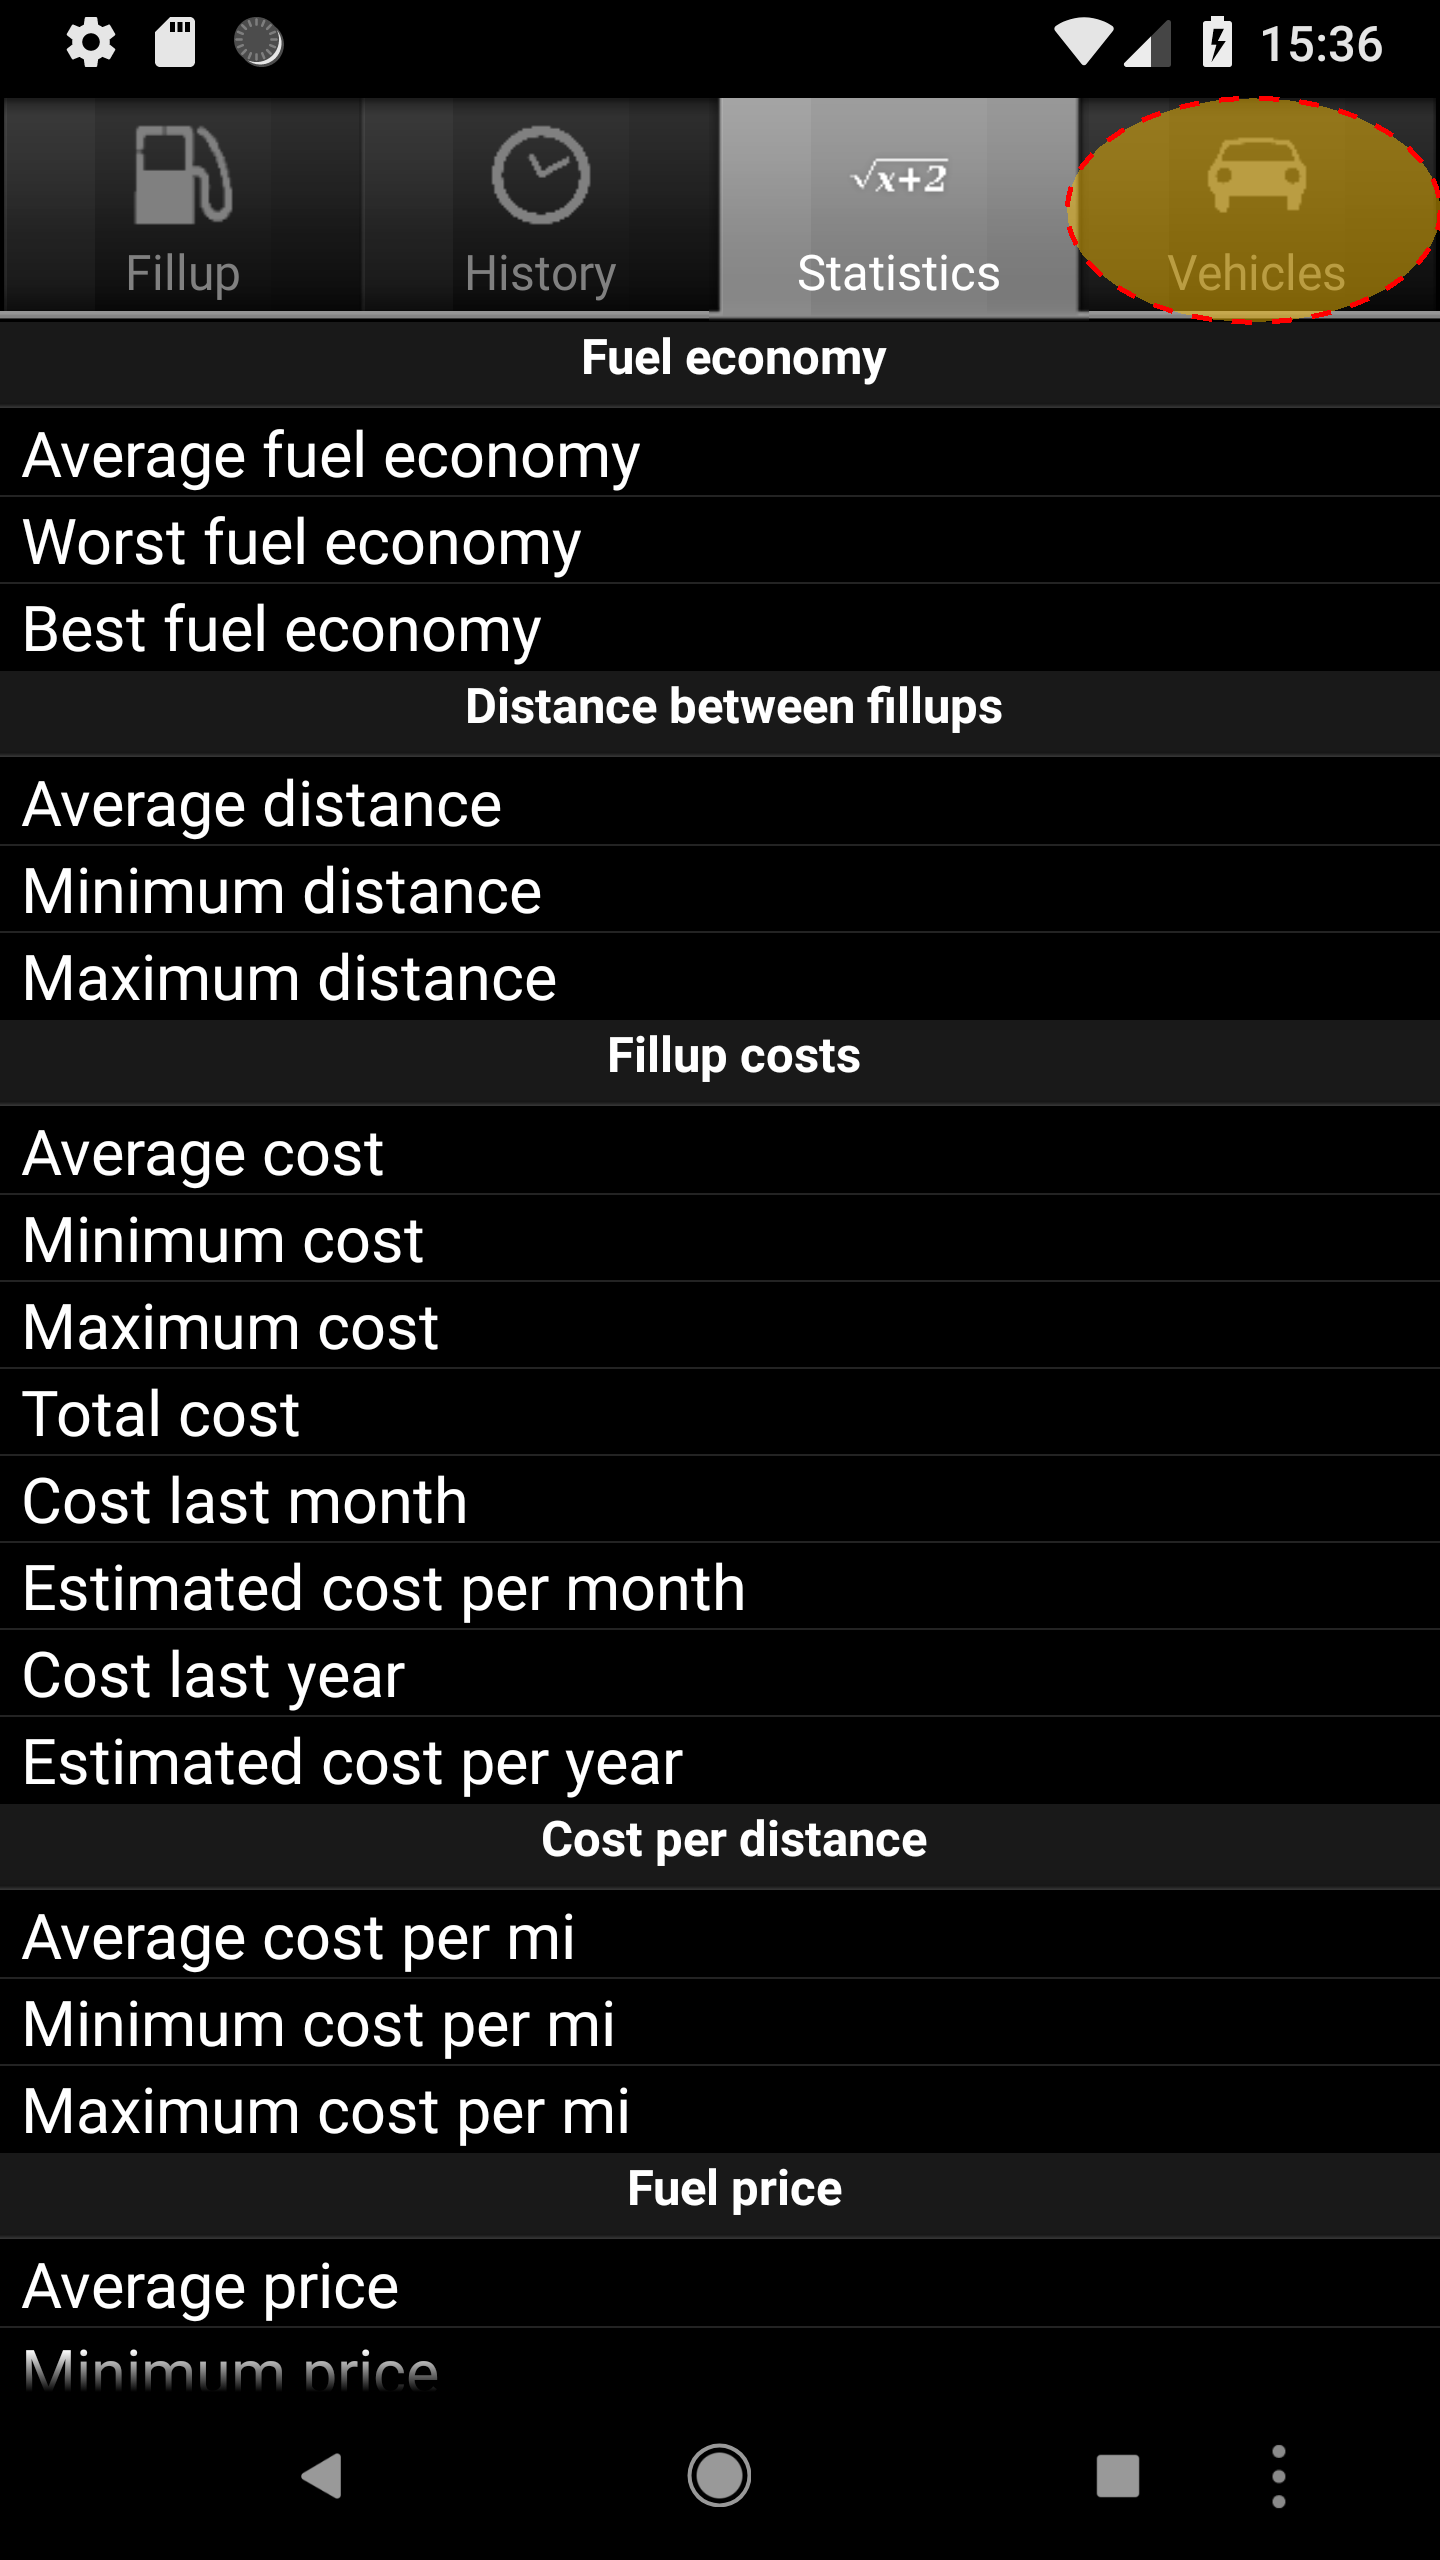 15:36
√x+2
Fillup
History
Statistics
Vehicles
Fuel economy
Average fuel economy
Worst fuel economy
Best fuel economy
Distance between fillups
Average distance
Minimum distance
Maximum distance
Fillup costs
Average cost
Minimum cost
Maximum cost
Total cost
Cost last month
Estimated cost per month
Cost last year
Estimated cost per year
Cost per distance
Average cost per mi
Minimum cost per mi
Maximum cost per mi
Fuel price
Average price
Minimum price